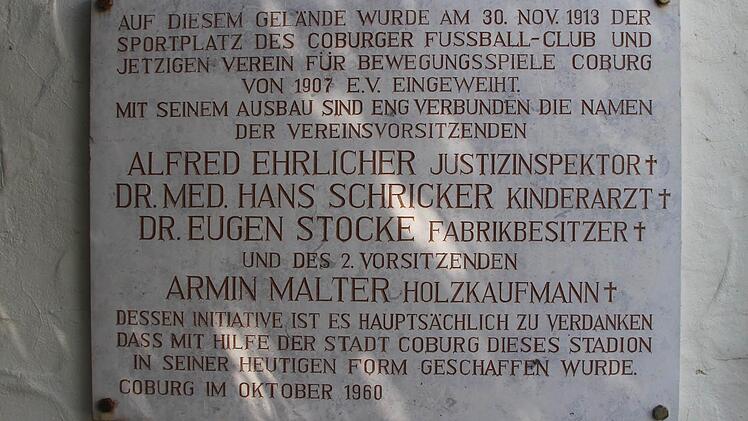 AUF DIESEM GELÄNDE WURDE AM 30. NOV. 1913 DER
SPORTPLATZ DES COBURGER FUSSBALL-CLUB UND
JETZIGEN VEREIN FÜR BEWEGUNGSSPIELE COBURG
VON 1907 E.V. EINGEWEIHT.
MIT SEINEM AUSBAU SIND ENG VERBUNDEN DIE NAMEN
DER VEREINSVORSITZENDEN
ALFRED EHRLICHER JUSTIZINSPEKTOR †
DR. MED. HANS SCHRICKER KINDERARZT †
DR. EUGEN STOCKE FABRIKBESITZER †
UND DES 2. VORSITZENDEN
ARMIN MALTER HOLZKAUFMANN †
DESSEN INITIATIVE IST ES HAUPTSÄCHLICH ZU VERDANKEN
DASS MIT HILFE DER STADT COBURG DIESES STADION
IN SEINER HEUTIGEN FORM GESCHAFFEN WURDE.
COBURG IM OKTOBER 1960